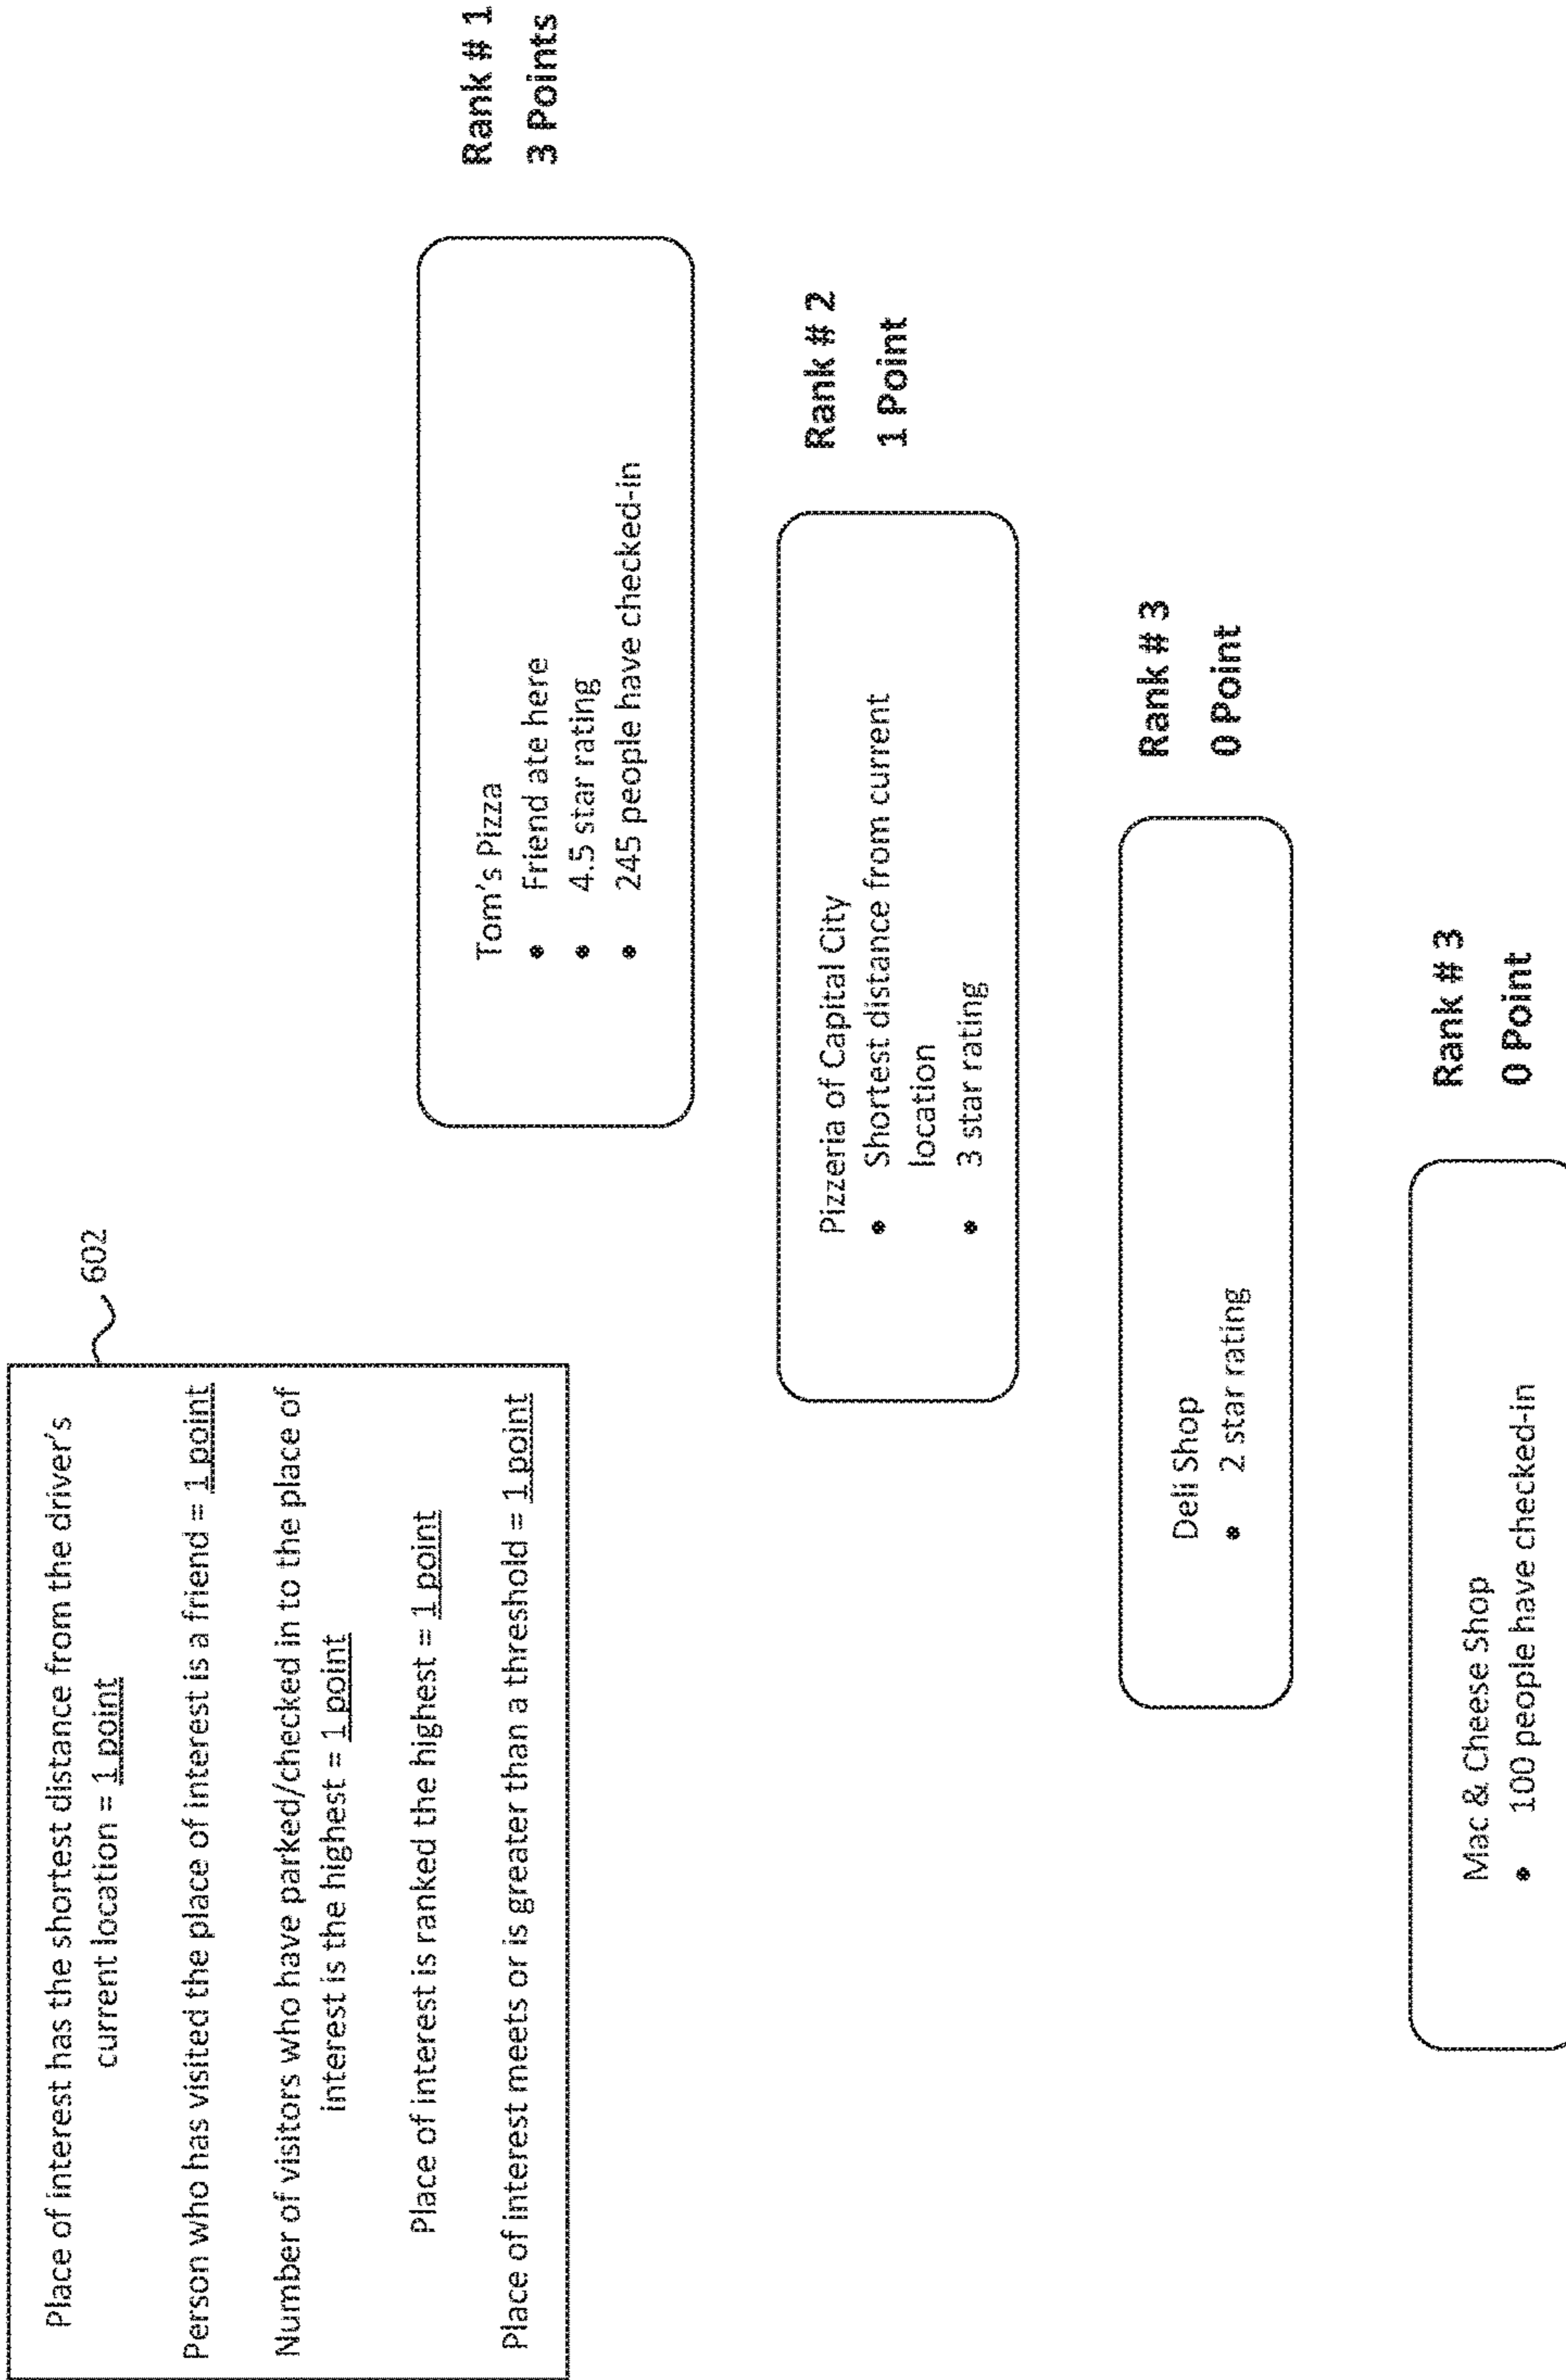 Place of interest has the shortest distance from the driver's
current location = 1 point
Person who has visited the place of interest is a friend = 1 point
Number of visitors who have parked/checked in to the place of
interest is the highest = 1 point
Place of interest is ranked the highest = 1 point
Place of interest meets or is greater than a threshold = 1 point
602
Tom's Pizza
• Friend ate here
• 4.5 star rating
• 245 people have checked-in
Rank # 1
3 Points
Pizzeria of Capital City
• Shortest distance from current
location
• 3 star rating
Rank # 2
1 Point
Deli Shop
• 2 star rating
Rank # 3
0 Point
Mac & Cheese Shop
• 100 people have checked-in
Rank # 3
0 Point